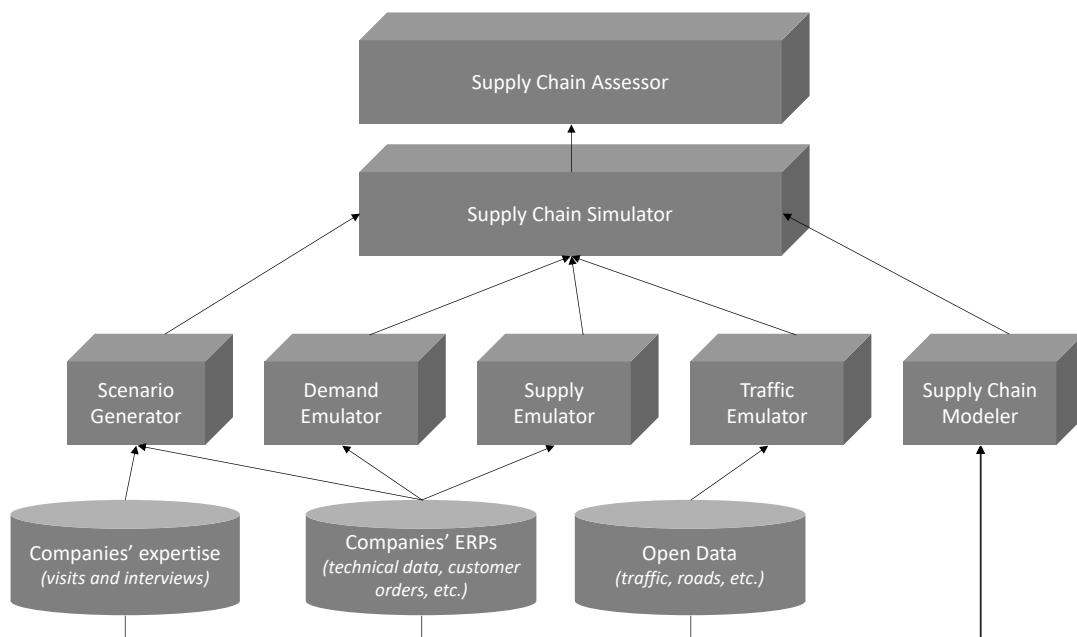 Supply Chain Assessor
Supply Chain Simulator
Scenario
Generator
Demand
Emulator
Supply
Emulator
Traffic
Emulator
Supply Chain
Modeler
Companies’ expertise
(visits and interviews)
Companies’ ERPs
(technical data, customer
orders, etc.)
Open Data
(traffic, roads, etc.)